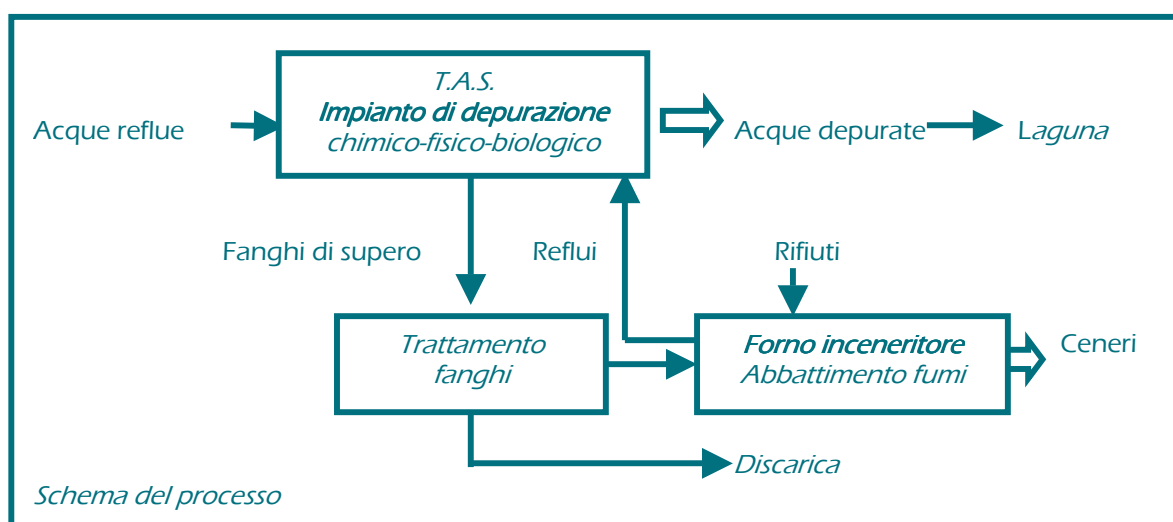 T.A.S.
Impianto di depurazione
chimico-fisico-biologico
Acque reflue
Acque depurate
Laguna
Fanghi di supero
Reflui
Rifiuti
Trattamento
fanghi
Forno inceneritore
Abbattimento fumi
Ceneri
Discarica
Schema del processo